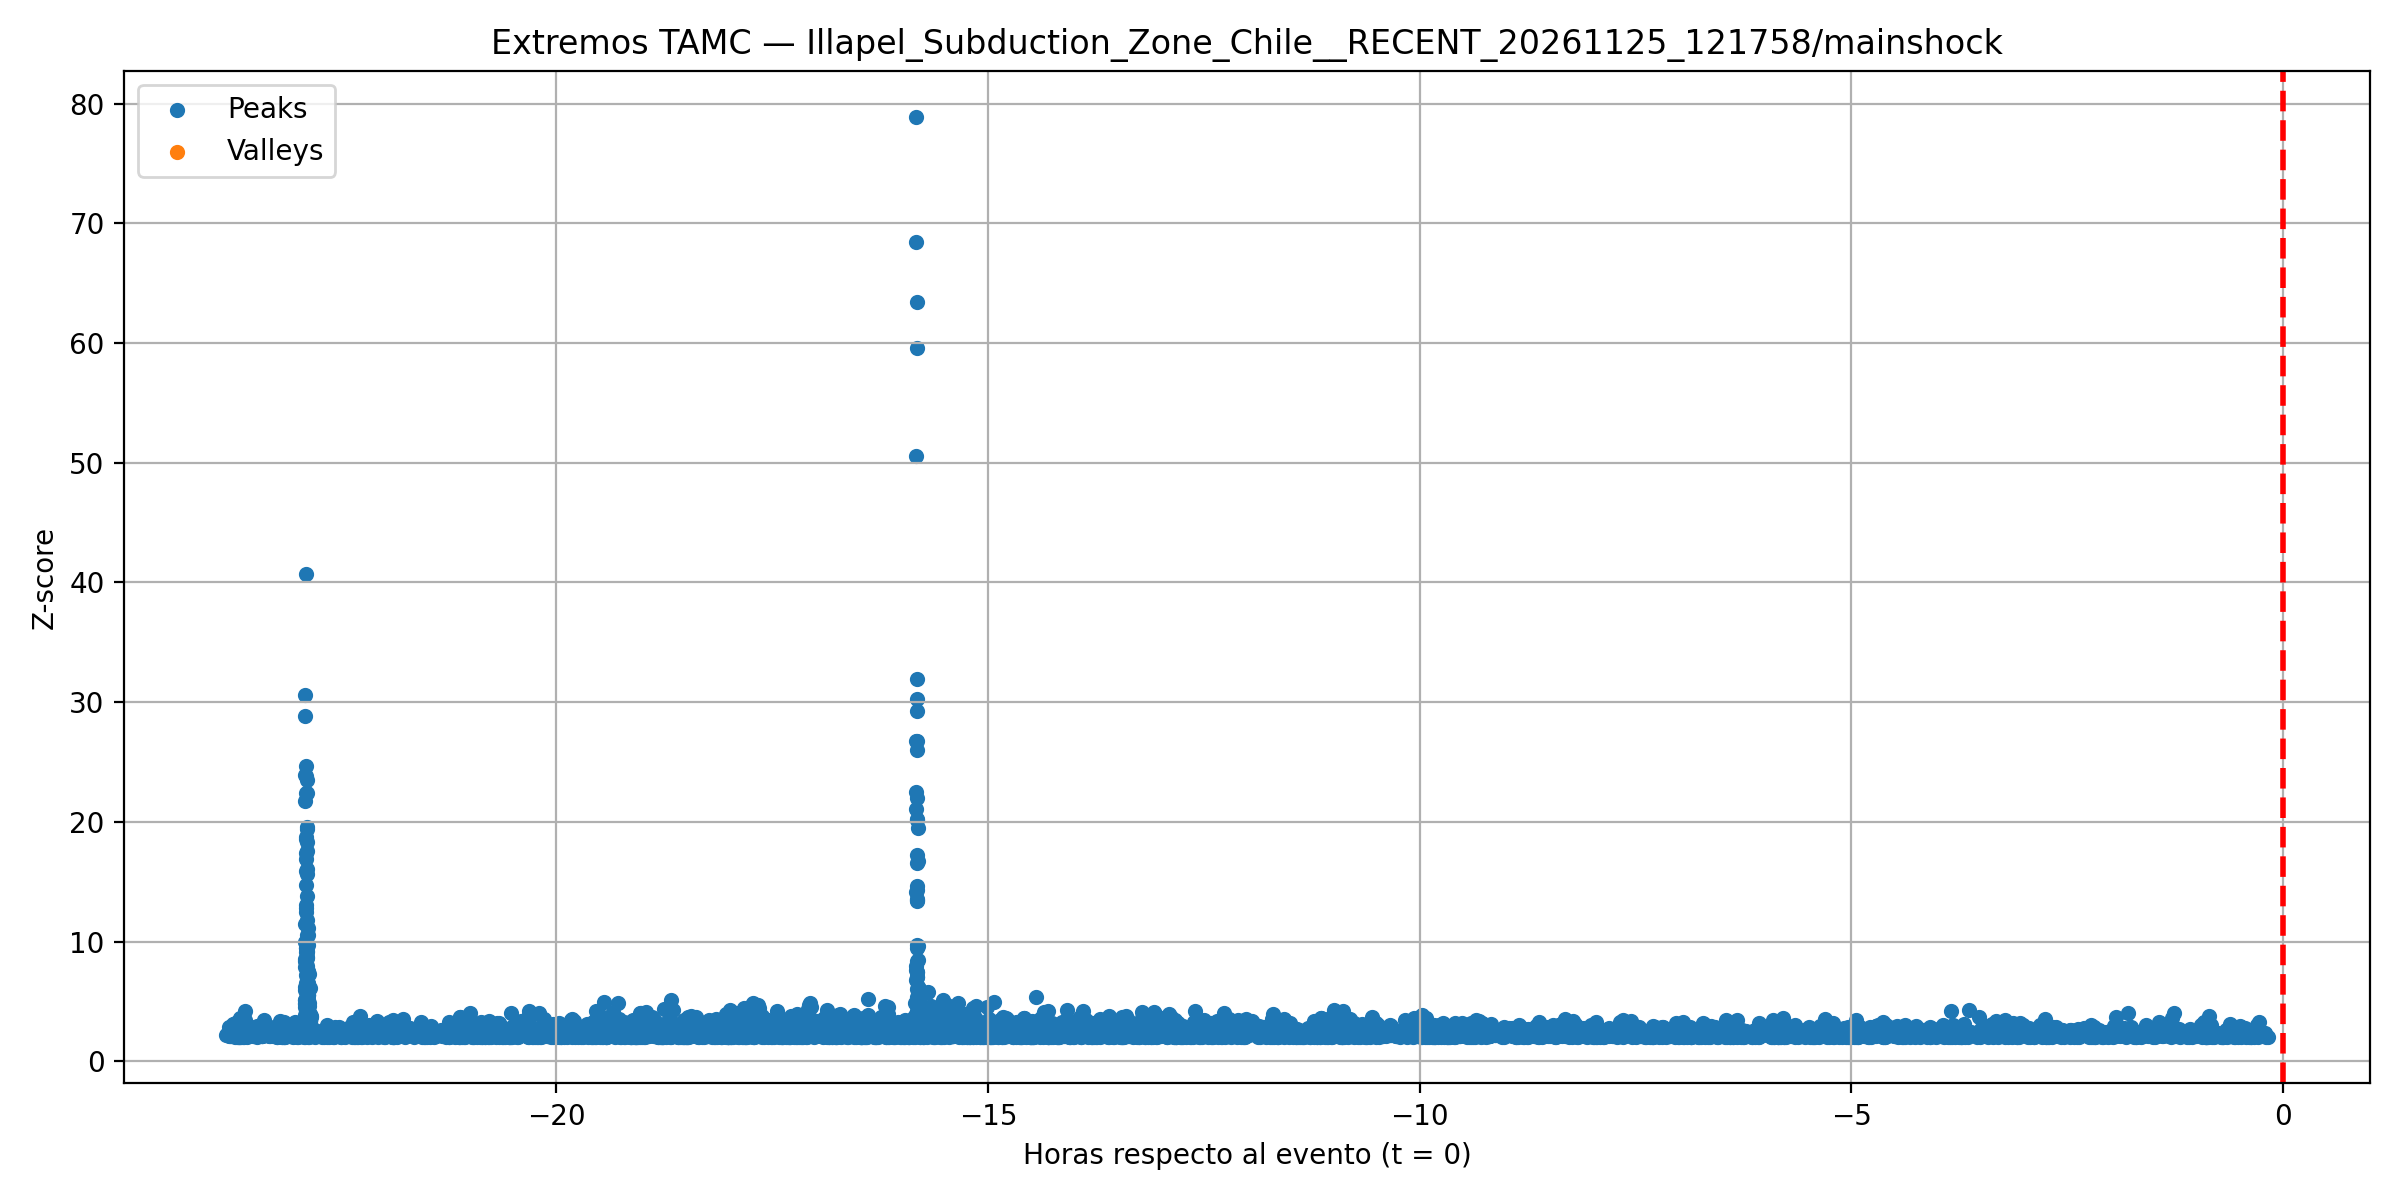 Extremos TAMC — Illapel_Subduction_Zone_Chile__RECENT_20261125_121758/mainshock
Peaks
Valleys
80
70
60
50
40
30
20
10
0
Z-score
−20
−15
−10
−5
0
Horas respecto al evento (t = 0)